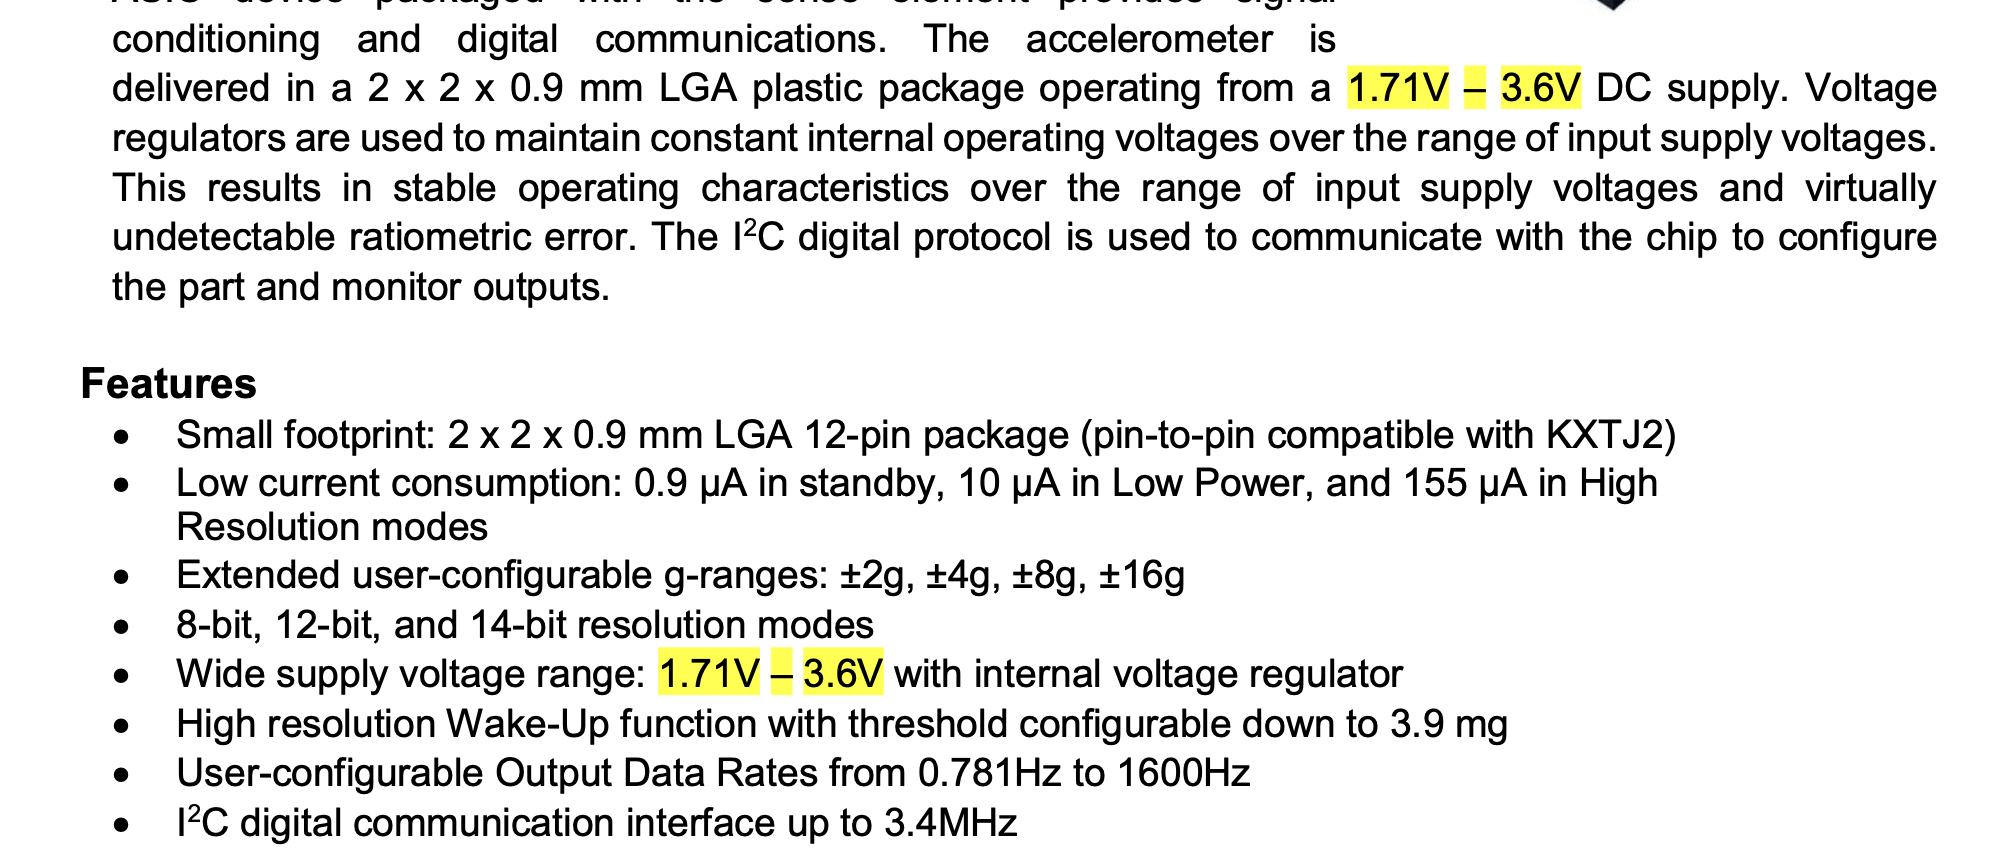 conditioning and digital communications. The accelerometer is
delivered in a 2 x 2 x 0.9 mm LGA plastic package operating from a 1.71V – 3.6V DC supply. Voltage
regulators are used to maintain constant internal operating voltages over the range of input supply voltages.
This results in stable operating characteristics over the range of input supply voltages and virtually
undetectable ratiometric error. The I²C digital protocol is used to communicate with the chip to configure
the part and monitor outputs.
Features
• Small footprint: 2 x 2 x 0.9 mm LGA 12-pin package (pin-to-pin compatible with KXTJ2)
• Low current consumption: 0.9 µA in standby, 10 µA in Low Power, and 155 µA in High
Resolution modes
• Extended user-configurable g-ranges: ±2g, ±4g, ±8g, ±16g
• 8-bit, 12-bit, and 14-bit resolution modes
• Wide supply voltage range: 1.71V – 3.6V with internal voltage regulator
• High resolution Wake-Up function with threshold configurable down to 3.9 mg
• User-configurable Output Data Rates from 0.781Hz to 1600Hz
• I²C digital communication interface up to 3.4MHz